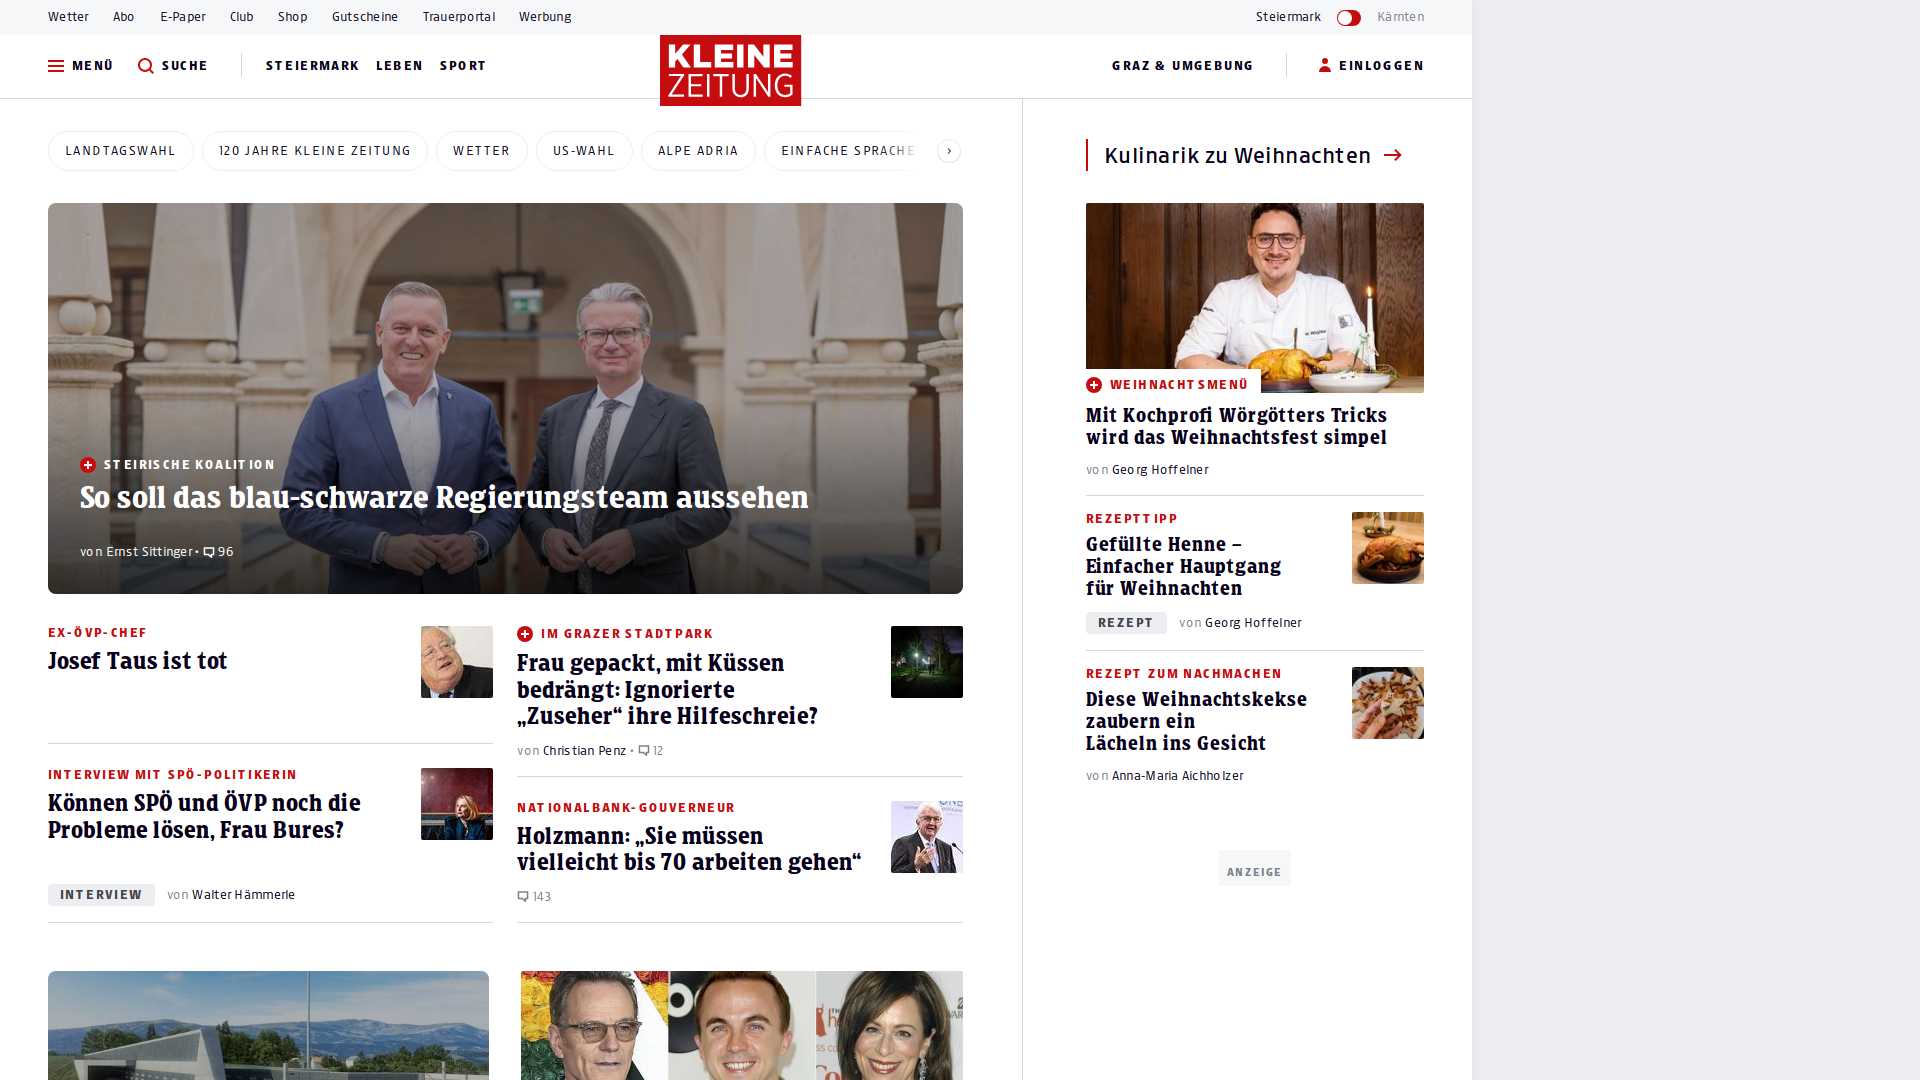 Wetter Abo E-Paper Club Shop Gutscheine Trauerportal Werbung Steiermark Kärnten
MENÜ SUCHE STEIERMARK LEBEN SPORT KLEINE ZEITUNG GRAZ & UMGEBUNG EINLOGGEN
LANDTAGSWAHL 120 JAHRE KLEINE ZEITUNG WETTER US-WAHL ALPE ADRIA EINFACHE SPRACHE
STEIRISCHE KOALITION
So soll das blau-schwarze Regierungsteam aussehen
von Ernst Sittinger • 96
EX-ÖVP-CHEF
Josef Taus ist tot
INTERVIEW MIT SPÖ-POLITIKERIN
Können SPÖ und ÖVP noch die
Probleme lösen, Frau Bures?
INTERVIEW von Walter Hämmerle
IM GRAZER STADTPARK
Frau gepackt, mit Küssen
bedrängt: Ignorierte
„Zuseher“ ihre Hilfeschreie?
von Christian Penz • 12
NATIONALBANK-GOUVERNEUR
Holzmann: „Sie müssen
vielleicht bis 70 arbeiten gehen“
143
Kulinarik zu Weihnachten
WEIHNACHTSMENÜ
Mit Kochprofi Wörgötters Tricks
wird das Weihnachtsfest simpel
von Georg Hoffelner
REZEPTTIPP
Gefüllte Henne –
Einfacher Hauptgang
für Weihnachten
REZEPT von Georg Hoffelner
REZEPT ZUM NACHMACHEN
Diese Weihnachtskekse
zaubern ein
Lächeln ins Gesicht
von Anna-Maria Aichholzer
ANZEIGE